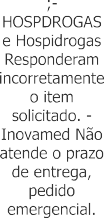 ;-
HOSPDROGAS
e Hospidrogas
Responderam
incorretamente
o item
solicitado. -
Inovamed Não
atende o prazo
de entrega,
pedido
emergencial.